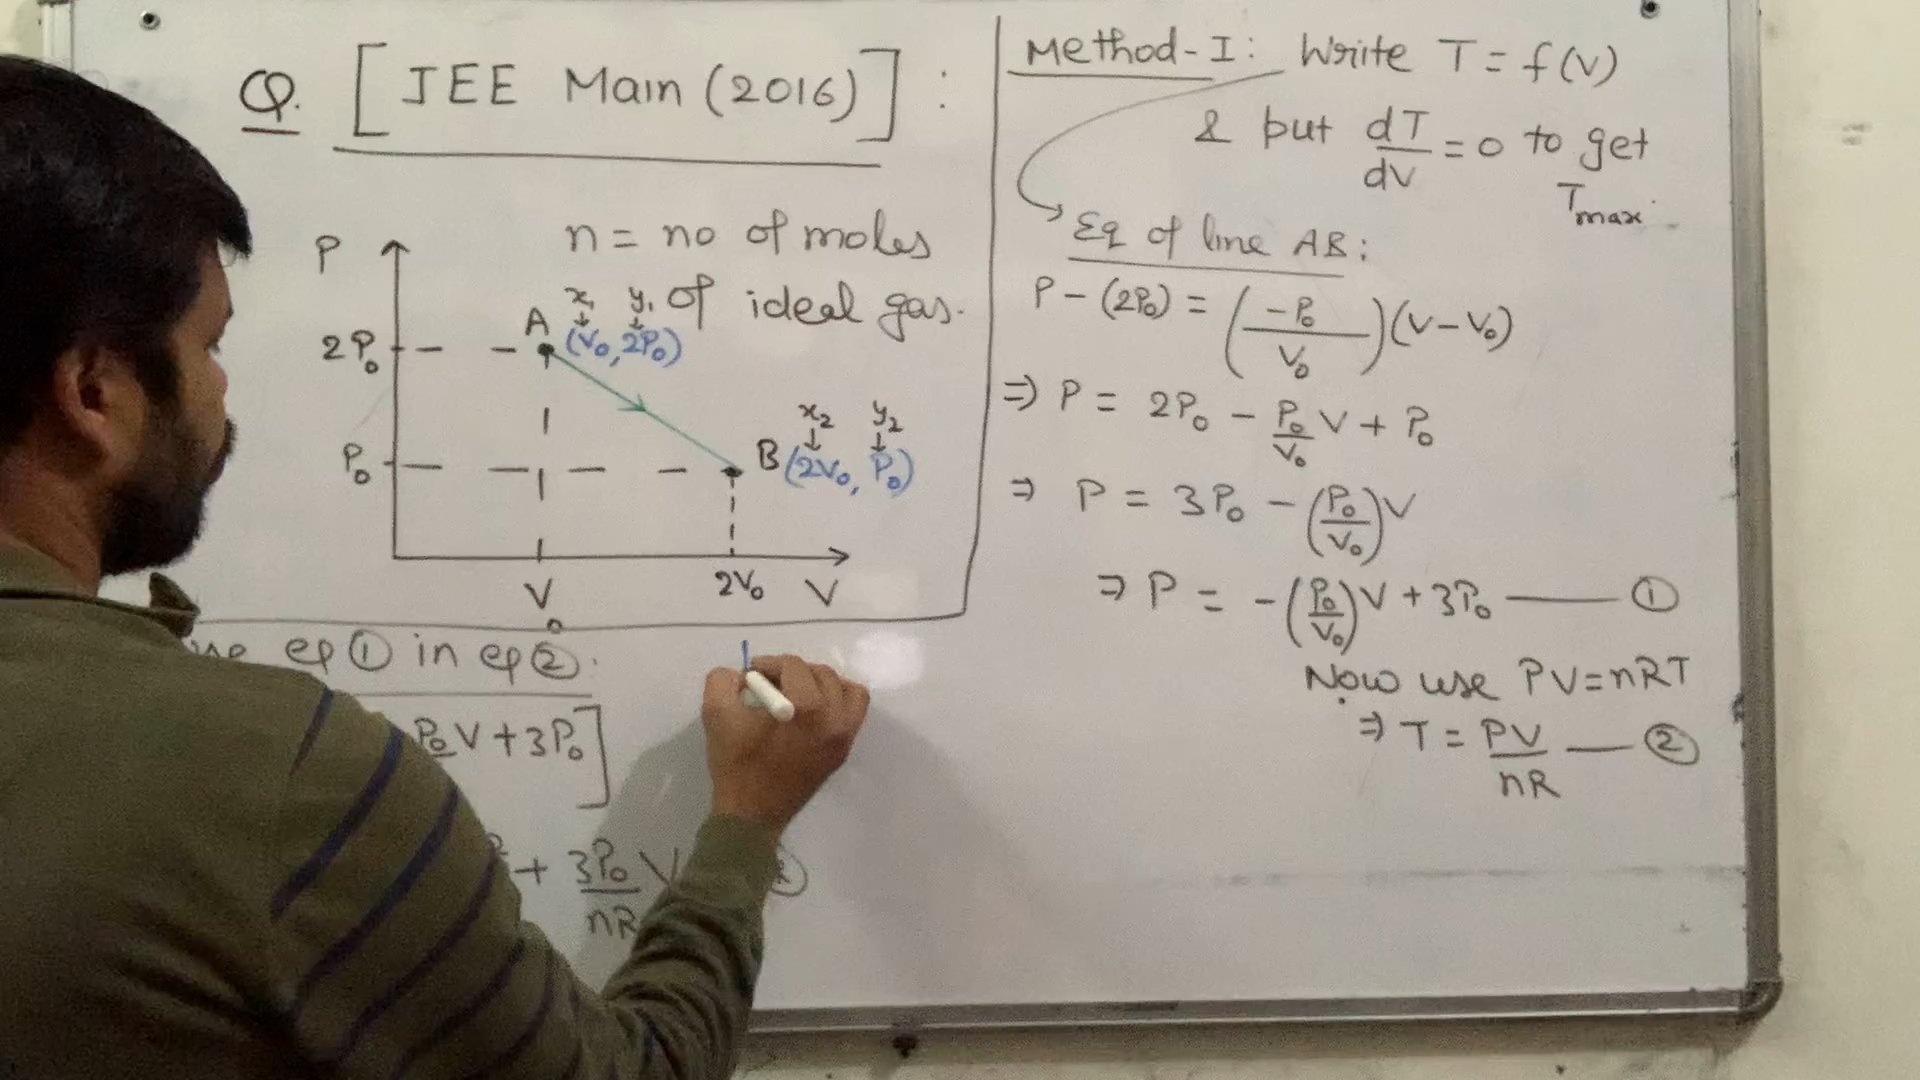 Q. [JEE Main (2016)] :
n = no of moles
of ideal gas.
P
x₁ y₁
A (V₀, 2P₀)
2P₀
x₂ y₂
B (2V₀, P₀)
P₀
V₀ 2V₀ V
eq ① in eq ②:
P₀V + 3P₀]
+ 3P₀ V
nR
Method-I: Write T = f(V)
& put dT/dV = 0 to get
Tmax.
Eq of line AB:
P - (2P₀) = (-P₀/V₀)(V - V₀)
⇒ P = 2P₀ - P₀/V₀ V + P₀
⇒ P = 3P₀ - (P₀/V₀)V
⇒ P = -(P₀/V₀)V + 3P₀ —— ①
Now use PV = nRT
⇒ T = PV/nR — ②